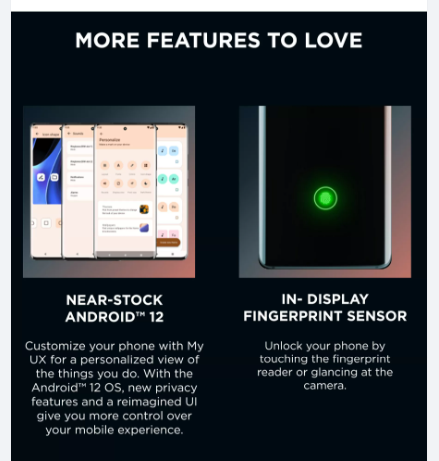 MORE FEATURES TO LOVE
Personalize
NEAR-STOCK
ANDROID™ 12
Customize your phone with My
UX for a personalized view of
the things you do. With the
Android™ 12 OS, new privacy
features and a reimagined UI
give you more control over
your mobile experience.
IN- DISPLAY
FINGERPRINT SENSOR
Unlock your phone by
touching the fingerprint
reader or glancing at the
camera.